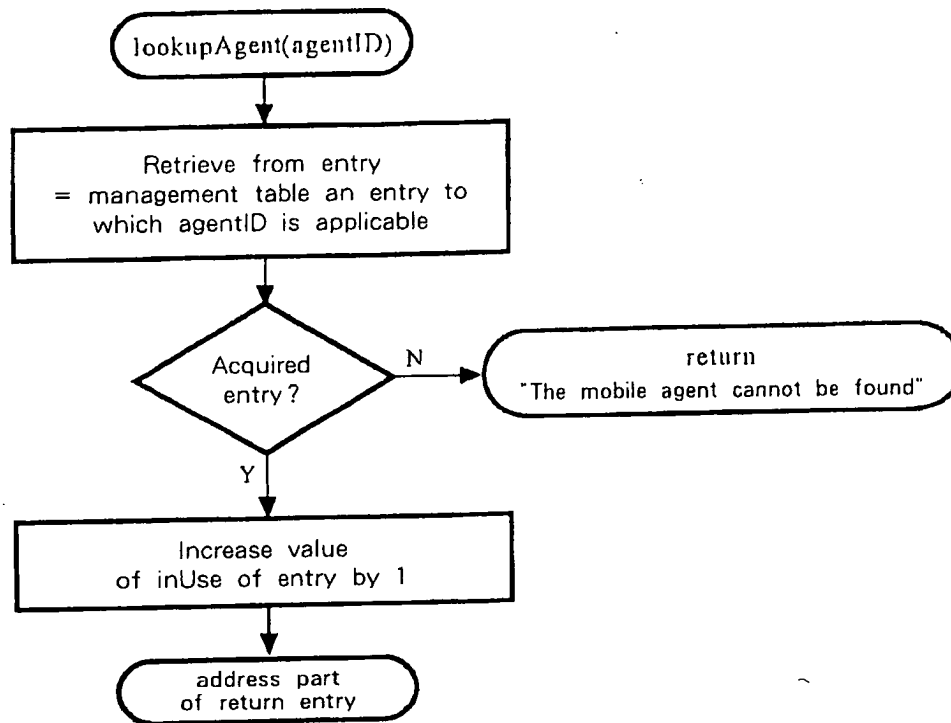 lookupAgent(agentID)
Retrieve from entry
= management table an entry to
which agentID is applicable
Acquired
entry?
N
return
"The mobile agent cannot be found"
Y
Increase value
of inUse of entry by 1
address part
of return entry